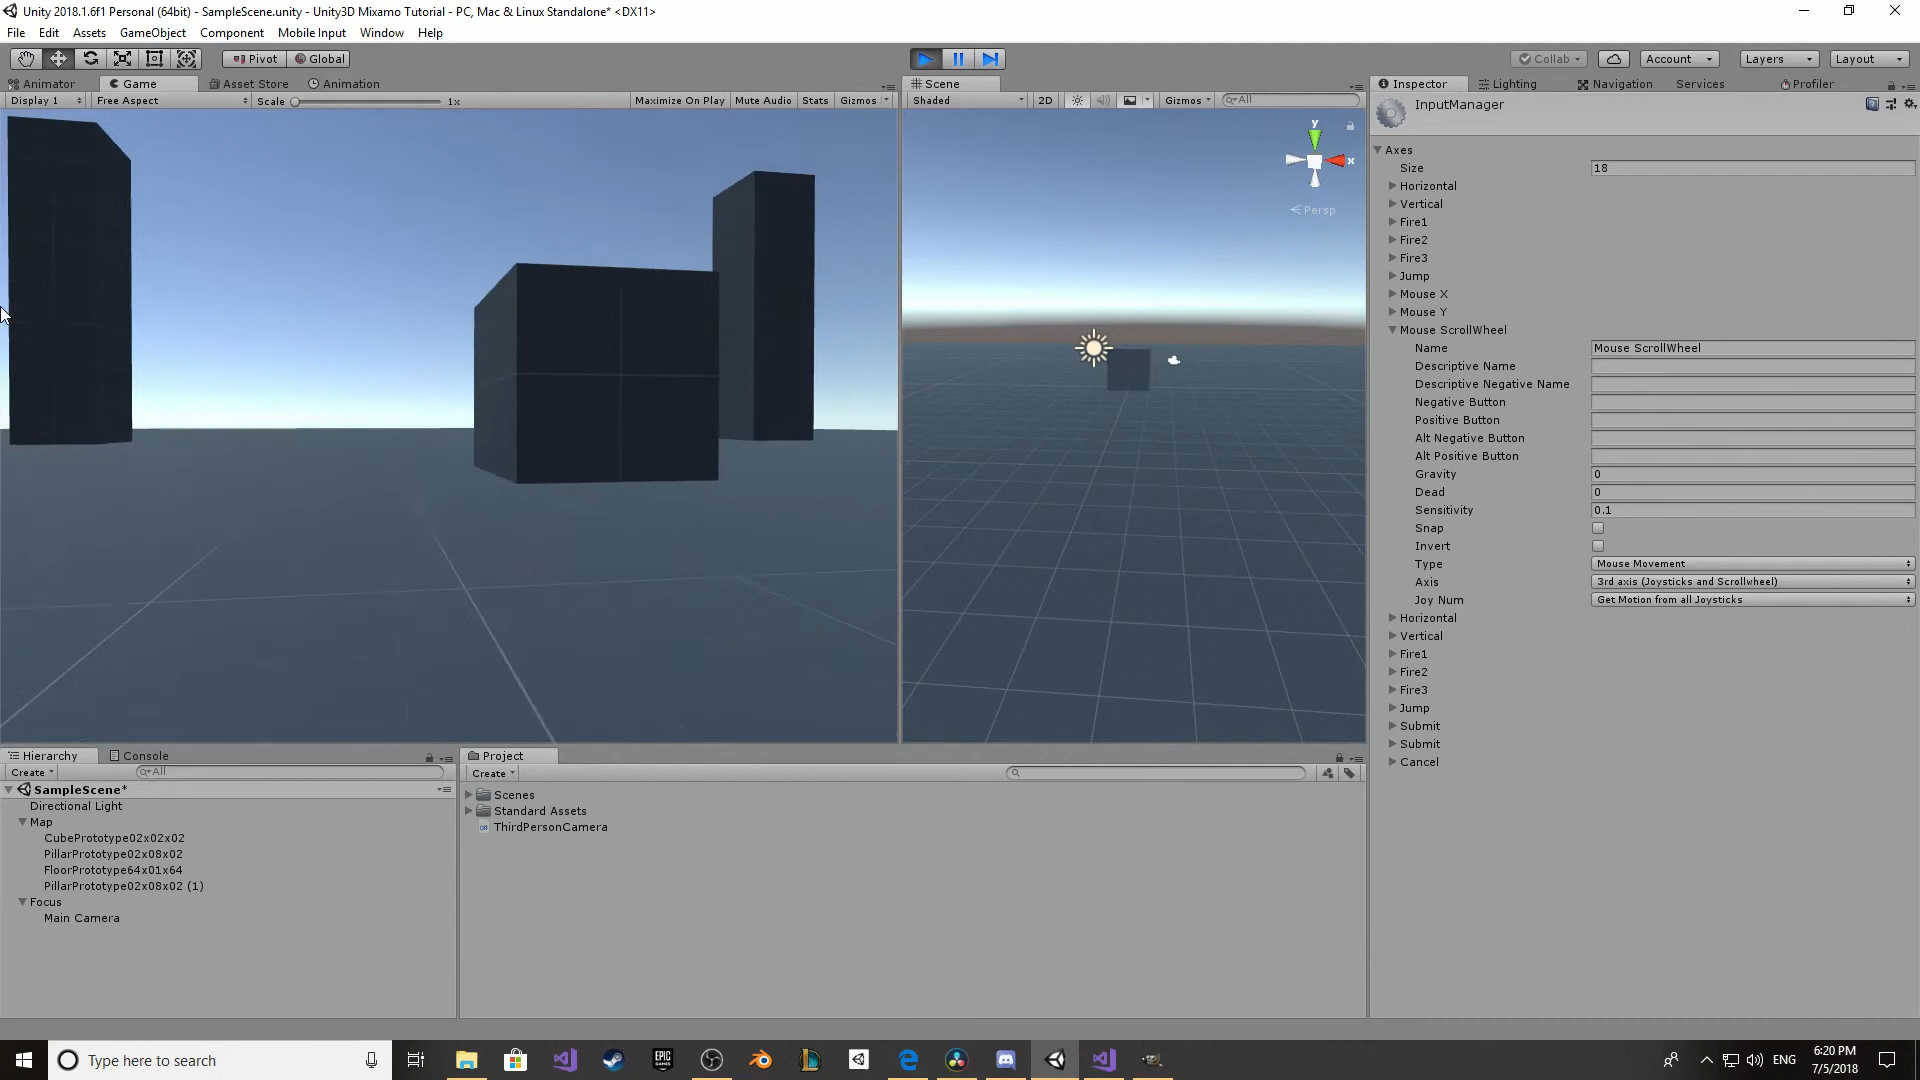 Unity 2018.1.6f1 Personal (64bit) - SampleScene.unity - Unity3D Mixamo Tutorial - PC, Mac & Linux Standalone* <DX11>
File Edit Assets GameObject Component Mobile Input Window Help
Pivot Global Collab Account Layers Layout
Animator Game Asset Store Animation
Display 1 Free Aspect Scale 1x Maximize On Play Mute Audio Stats Gizmos
Scene
Shaded 2D Gizmos All
y
x
Persp
Inspector Lighting Navigation Services Profiler
InputManager
Axes
Size 18
Horizontal
Vertical
Fire1
Fire2
Fire3
Jump
Mouse X
Mouse Y
Mouse ScrollWheel
Name Mouse ScrollWheel
Descriptive Name
Descriptive Negative Name
Negative Button
Positive Button
Alt Negative Button
Alt Positive Button
Gravity 0
Dead 0
Sensitivity 0.1
Snap
Invert
Type Mouse Movement
Axis 3rd axis (Joysticks and Scrollwheel)
Joy Num Get Motion from all Joysticks
Horizontal
Vertical
Fire1
Fire2
Fire3
Jump
Submit
Submit
Cancel
Hierarchy Console
Create All
SampleScene*
Directional Light
Map
CubePrototype02x02x02
PillarPrototype02x08x02
FloorPrototype64x01x64
PillarPrototype02x08x02 (1)
Focus
Main Camera
Project
Create
Scenes
Standard Assets
ThirdPersonCamera
Type here to search
EPIC GAMES
ENG
6:20 PM
7/5/2018